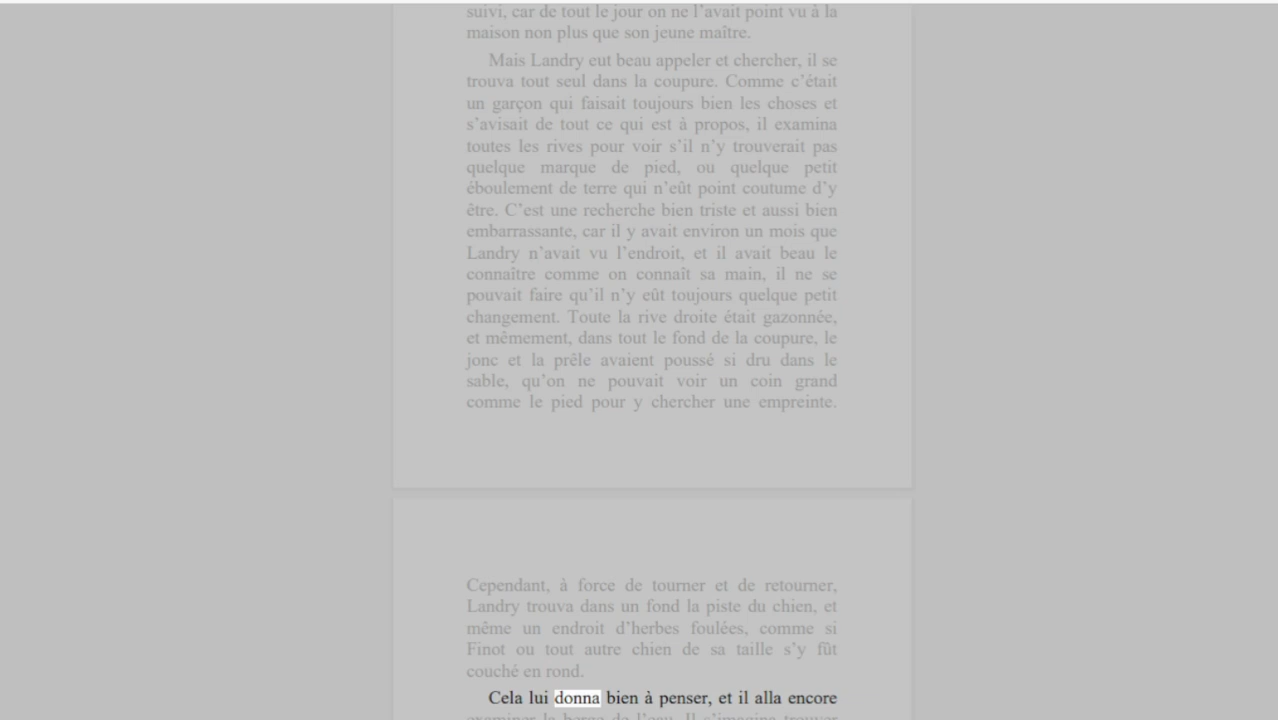 suivi, car de tout le jour on ne l’avait point vu à la
maison non plus que son jeune maître.
Mais Landry eut beau appeler et chercher, il se
trouva tout seul dans la coupure. Comme c’était
un garçon qui faisait toujours bien les choses et
s’avisait de tout ce qui est à propos, il examina
toutes les rives pour voir s’il n’y trouverait pas
quelque marque de pied, ou quelque petit
éboulement de terre qui n’eût point coutume d’y
être. C’est une recherche bien triste et aussi bien
embarrassante, car il y avait environ un mois que
Landry n’avait vu l’endroit, et il avait beau le
connaître comme on connaît sa main, il ne se
pouvait faire qu’il n’y eût toujours quelque petit
changement. Toute la rive droite était gazonnée,
et mêmement, dans tout le fond de la coupure, le
jonc et la prêle avaient poussé si dru dans le
sable, qu’on ne pouvait voir un coin grand
comme le pied pour y chercher une empreinte.
Cependant, à force de tourner et de retourner,
Landry trouva dans un fond la piste du chien, et
même un endroit d’herbes foulées, comme si
Finot ou tout autre chien de sa taille s’y fût
couché en rond.
Cela lui donna bien à penser, et il alla encore
examiner la berge de l’eau. Il s’imagina trouver